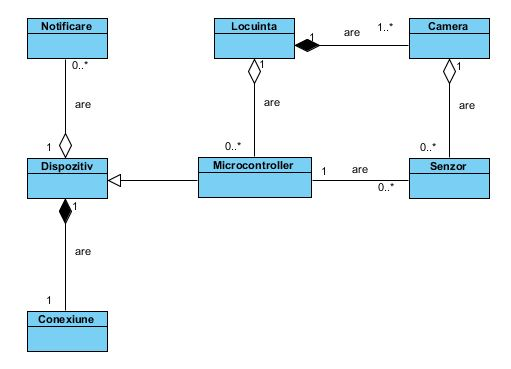 Notificare
Locuinta
Camera
1
are
1..*
0..*
1
1
are
are
are
1
0..*
0..*
Dispozitiv
Microcontroller
1
are
0..*
Senzor
1
are
1
Conexiune